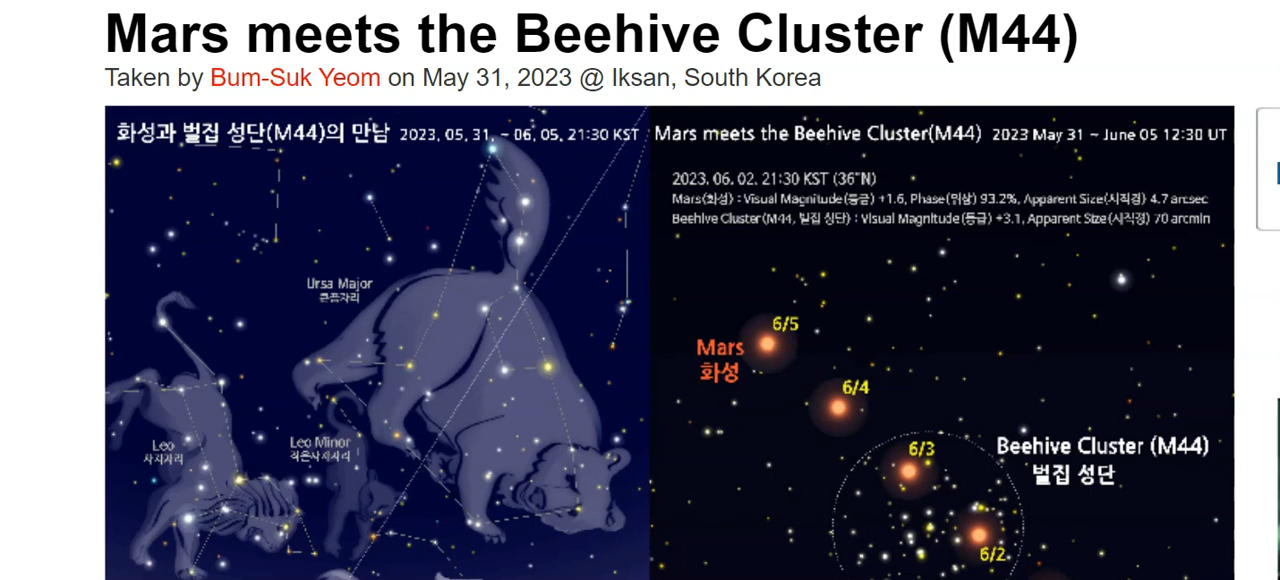 Mars meets the Beehive Cluster (M44)
Taken by Bum-Suk Yeom on May 31, 2023 @ Iksan, South Korea
화성과 벌집 성단(M44)의 만남 2023. 05. 31. ~ 06. 05. 21:30 KST
Mars meets the Beehive Cluster(M44) 2023 May 31 ~ June 05 12:30 UT
2023. 06. 02. 21:30 KST (36°N)
Mars(화성) : Visual Magnitude(등급) +1.6, Phase(위상) 93.2%, Apparent Size(시직경) 4.7 arcsec
Beehive Cluster(M44, 벌집 성단) : Visual Magnitude(등급) +3.1, Apparent Size(시직경) 70 arcmin
Ursa Major
큰곰자리
Leo
사자자리
Leo Minor
작은사자자리
6/5
Mars
화성
6/4
6/3
Beehive Cluster (M44)
벌집 성단
6/2